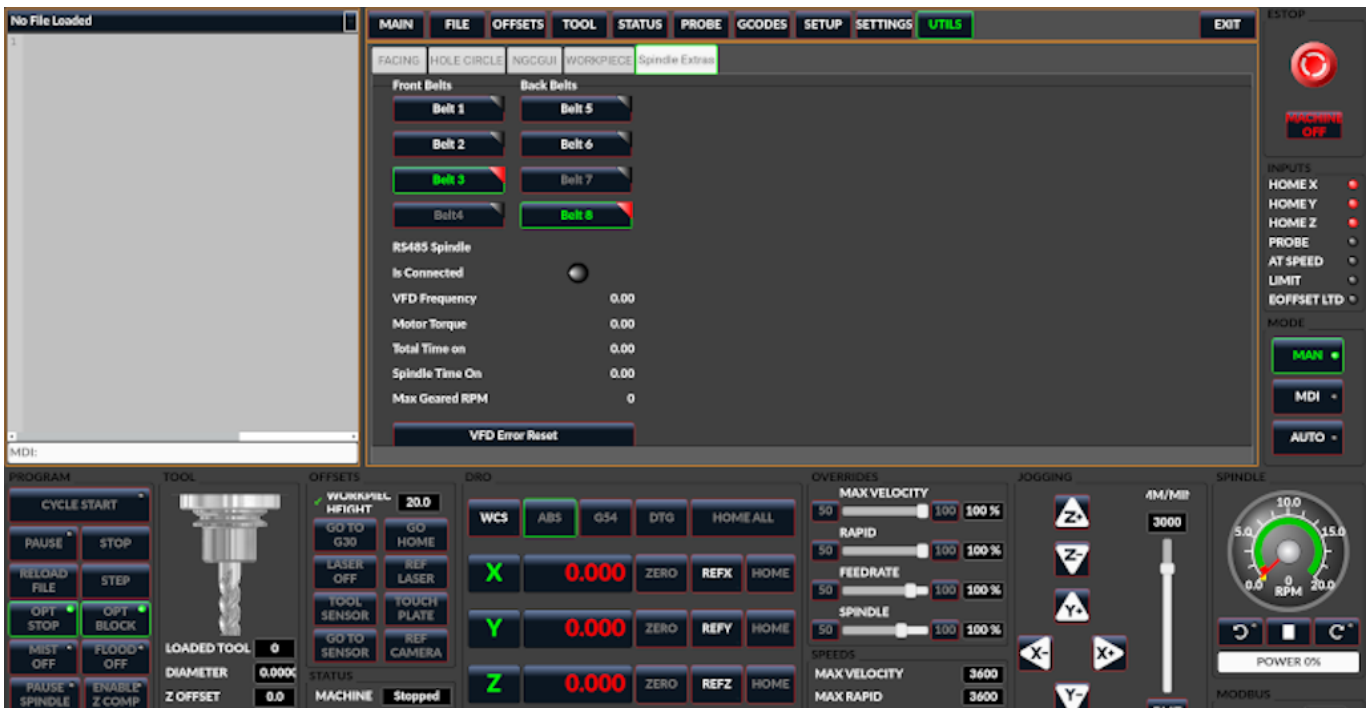 No File Loaded
1
MDI:
MAIN FILE OFFSETS TOOL STATUS PROBE GCODES SETUP SETTINGS UTILS EXIT
FACING HOLE CIRCLE NGCGUI WORKPIECE Spindle Extras
Front Belts Back Belts
Belt 1 Belt 5
Belt 2 Belt 6
Belt 3 Belt 7
Belt4 Belt 8
RS485 Spindle
Is Connected
VFD Frequency 0.00
Motor Torque 0.00
Total Time on 0.00
Spindle Time On 0.00
Max Geared RPM 0
VFD Error Reset
ESTOP
MACHINE
OFF
INPUTS
HOME X
HOME Y
HOME Z
PROBE
AT SPEED
LIMIT
EOFFSET LTD
MODE
MAN
MDI
AUTO
PROGRAM
CYCLE START
PAUSE STOP
RELOAD
FILE
STEP
OPT
STOP
OPT
BLOCK
MIST
OFF
FLOOD
OFF
PAUSE
SPINDLE
ENABLE
Z COMP
TOOL
LOADED TOOL 0
DIAMETER 0.0000
Z OFFSET 0.0
OFFSETS
HEIGHT 20.0
GO TO
G30
GO
HOME
LASER
OFF
REF
LASER
TOOL
SENSOR
TOUCH
PLATE
GO TO
SENSOR
REF
CAMERA
STATUS
MACHINE Stopped
DRO
WCS ABS G54 DTG HOME ALL
X 0.000 ZERO REFX HOME
Y 0.000 ZERO REFY HOME
Z 0.000 ZERO REFZ HOME
OVERRIDES
MAX VELOCITY
50 100 100 %
RAPID
50 100 100 %
FEEDRATE
50 100 100 %
SPINDLE
50 100 100 %
SPEEDS
MAX VELOCITY 3600
MAX RAPID 3600
JOGGING
Z+
Z-
Y+
X- X+
Y-
3000
SPINDLE
0.0 5.0 10.0 15.0 20.0
0
RPM
POWER 0%
MODBUS